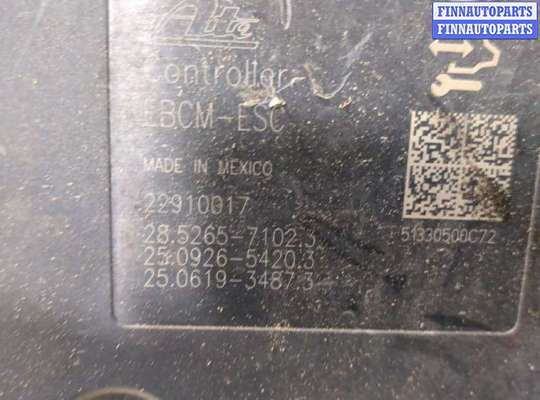 FINNAUTOPARTS
FINNAUTOPARTS
Ate
Controller-
EBCM-ESC
MADE IN MEXICO
22910017
28.5265-7102.3
25.0926-5420.3
25.0619-3487.3
51330500C72